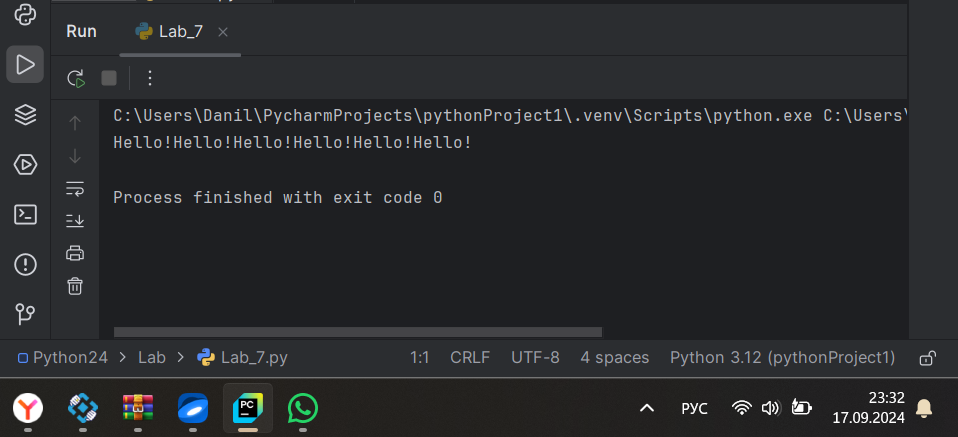 Run Lab_7
C:\Users\Danil\PycharmProjects\pythonProject1\.venv\Scripts\python.exe C:\Users\
Hello!Hello!Hello!Hello!Hello!Hello!
Process finished with exit code 0
Python24 > Lab > Lab_7.py 1:1 CRLF UTF-8 4 spaces Python 3.12 (pythonProject1)
PC
РУС 23:32
17.09.2024